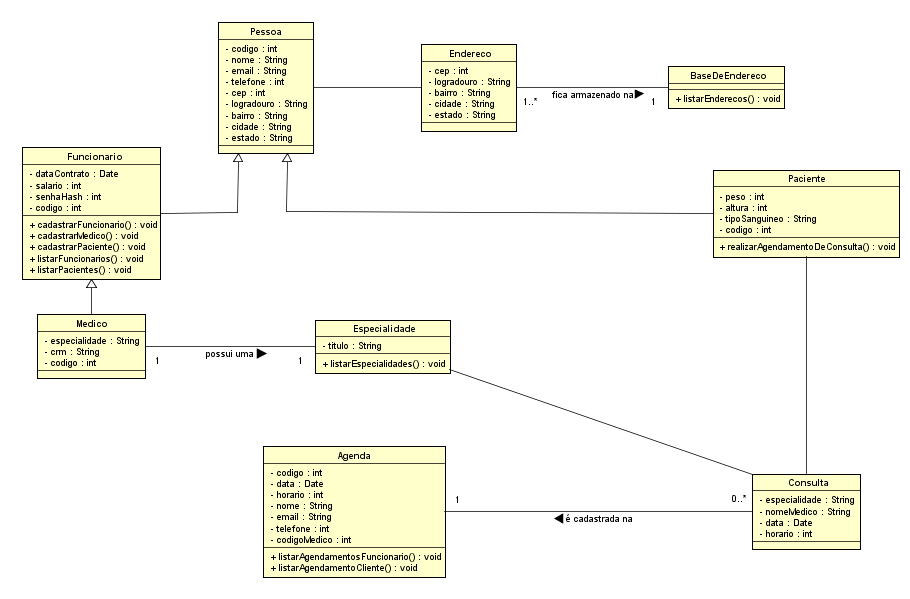 Pessoa
- codigo : int
- nome : String
- email : String
- telefone : int
- cep : int
- logradouro : String
- bairro : String
- cidade : String
- estado : String
Endereco
- cep : int
- logradouro : String
- bairro : String
- cidade : String
- estado : String
1..*
fica armazenado na
1
BaseDeEndereco
+ listarEnderecos() : void
Funcionario
- dataContrato : Date
- salario : int
- senhaHash : int
- codigo : int
+ cadastrarFuncionario() : void
+ cadastrarMedico() : void
+ cadastrarPaciente() : void
+ listarFuncionarios() : void
+ listarPacientes() : void
Paciente
- peso : int
- altura : int
- tipoSanguineo : String
- codigo : int
+ realizarAgendamentoDeConsulta() : void
Medico
- especialidade : String
- crm : String
- codigo : int
1
possui uma
1
Especialidade
- titulo : String
+ listarEspecialidades() : void
Agenda
- codigo : int
- data : Date
- horario : int
- nome : String
- email : String
- telefone : int
- codigoMedico : int
+ listarAgendamentosFuncionario() : void
+ listarAgendamentoCliente() : void
1
é cadastrada na
0..*
Consulta
- especialidade : String
- nomeMedico : String
- data : Date
- horario : int